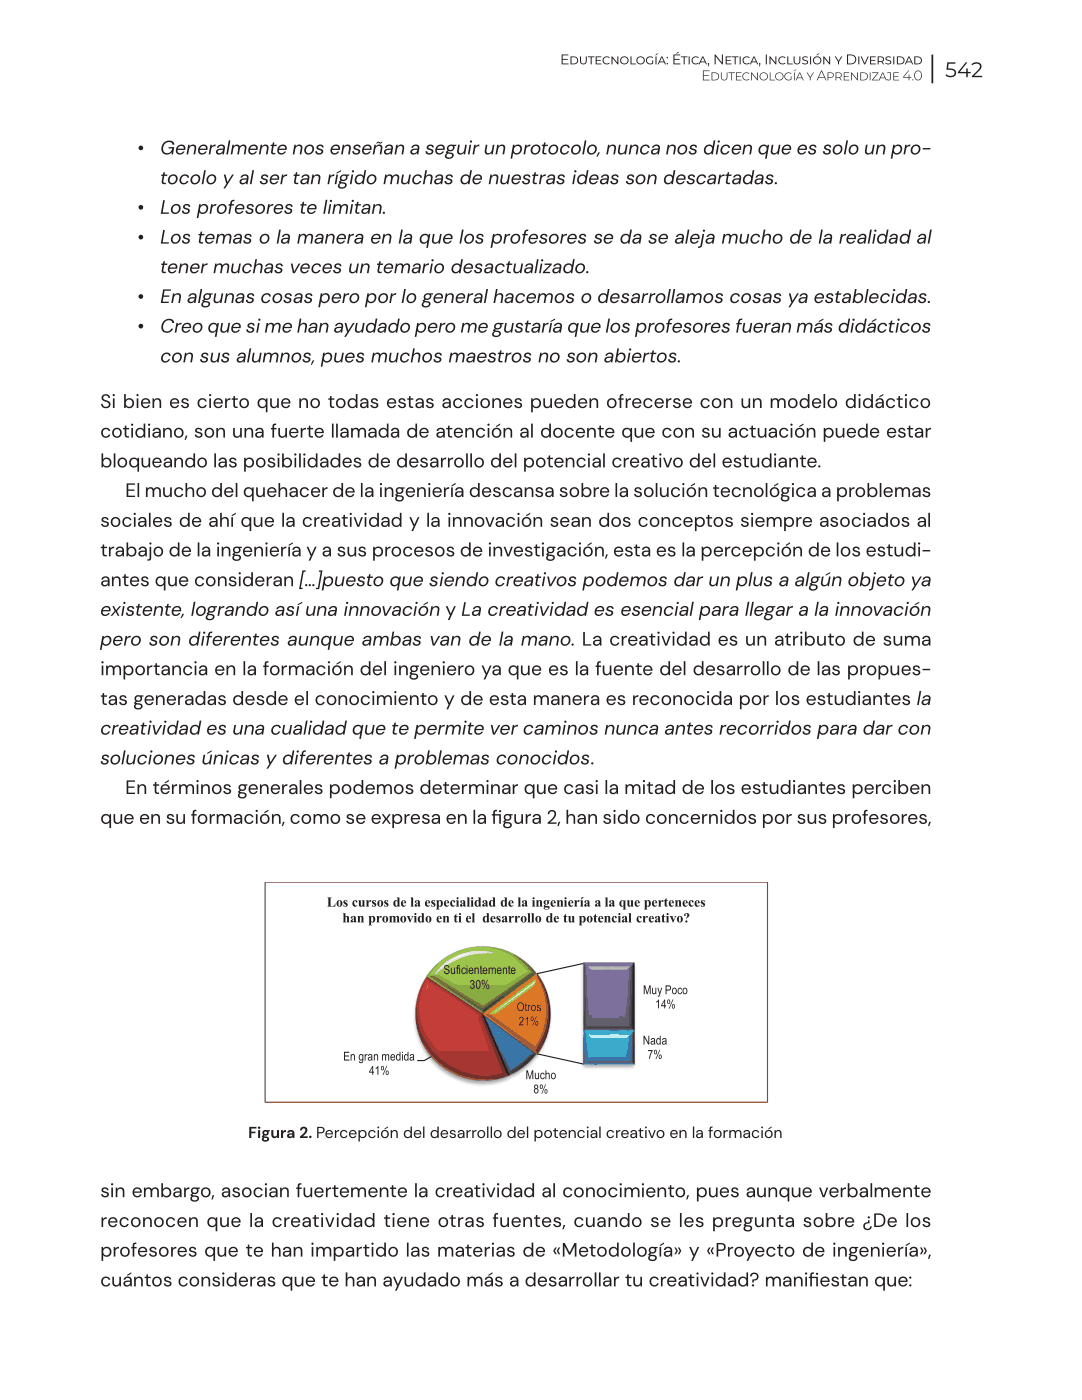 Edutecnología: Ética, Netica, Inclusión y Diversidad
Edutecnología y Aprendizaje 4.0
542
• Generalmente nos enseñan a seguir un protocolo, nunca nos dicen que es solo un pro-
tocolo y al ser tan rígido muchas de nuestras ideas son descartadas.
• Los profesores te limitan.
• Los temas o la manera en la que los profesores se da se aleja mucho de la realidad al
tener muchas veces un temario desactualizado.
• En algunas cosas pero por lo general hacemos o desarrollamos cosas ya establecidas.
• Creo que si me han ayudado pero me gustaría que los profesores fueran más didácticos
con sus alumnos, pues muchos maestros no son abiertos.
Si bien es cierto que no todas estas acciones pueden ofrecerse con un modelo didáctico
cotidiano, son una fuerte llamada de atención al docente que con su actuación puede estar
bloqueando las posibilidades de desarrollo del potencial creativo del estudiante.
El mucho del quehacer de la ingeniería descansa sobre la solución tecnológica a problemas
sociales de ahí que la creatividad y la innovación sean dos conceptos siempre asociados al
trabajo de la ingeniería y a sus procesos de investigación, esta es la percepción de los estudi-
antes que consideran [...]puesto que siendo creativos podemos dar un plus a algún objeto ya
existente, logrando así una innovación y La creatividad es esencial para llegar a la innovación
pero son diferentes aunque ambas van de la mano. La creatividad es un atributo de suma
importancia en la formación del ingeniero ya que es la fuente del desarrollo de las propues-
tas generadas desde el conocimiento y de esta manera es reconocida por los estudiantes la
creatividad es una cualidad que te permite ver caminos nunca antes recorridos para dar con
soluciones únicas y diferentes a problemas conocidos.
En términos generales podemos determinar que casi la mitad de los estudiantes perciben
que en su formación, como se expresa en la figura 2, han sido concernidos por sus profesores,
Los cursos de la especialidad de la ingeniería a la que perteneces
han promovido en ti el desarrollo de tu potencial creativo?
Suficientemente
30%
Otros
21%
En gran medida
41%
Mucho
8%
Muy Poco
14%
Nada
7%
Figura 2. Percepción del desarrollo del potencial creativo en la formación
sin embargo, asocian fuertemente la creatividad al conocimiento, pues aunque verbalmente
reconocen que la creatividad tiene otras fuentes, cuando se les pregunta sobre ¿De los
profesores que te han impartido las materias de «Metodología» y «Proyecto de ingeniería»,
cuántos consideras que te han ayudado más a desarrollar tu creatividad? manifiestan que: